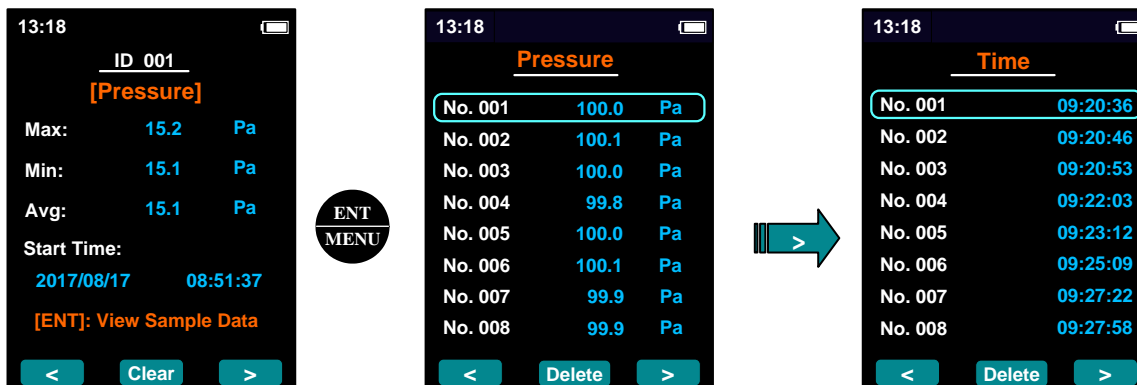 13:18
ID 001
[Pressure]
Max: 15.2 Pa
Min: 15.1 Pa
Avg: 15.1 Pa
Start Time:
2017/08/17 08:51:37
[ENT]: View Sample Data
< Clear >
ENT
MENU
13:18
Pressure
No. 001 100.0 Pa
No. 002 100.1 Pa
No. 003 100.0 Pa
No. 004 99.8 Pa
No. 005 100.0 Pa
No. 006 100.1 Pa
No. 007 99.9 Pa
No. 008 99.9 Pa
< Delete >
>
13:18
Time
No. 001 09:20:36
No. 002 09:20:46
No. 003 09:20:53
No. 004 09:22:03
No. 005 09:23:12
No. 006 09:25:09
No. 007 09:27:22
No. 008 09:27:58
< Delete >